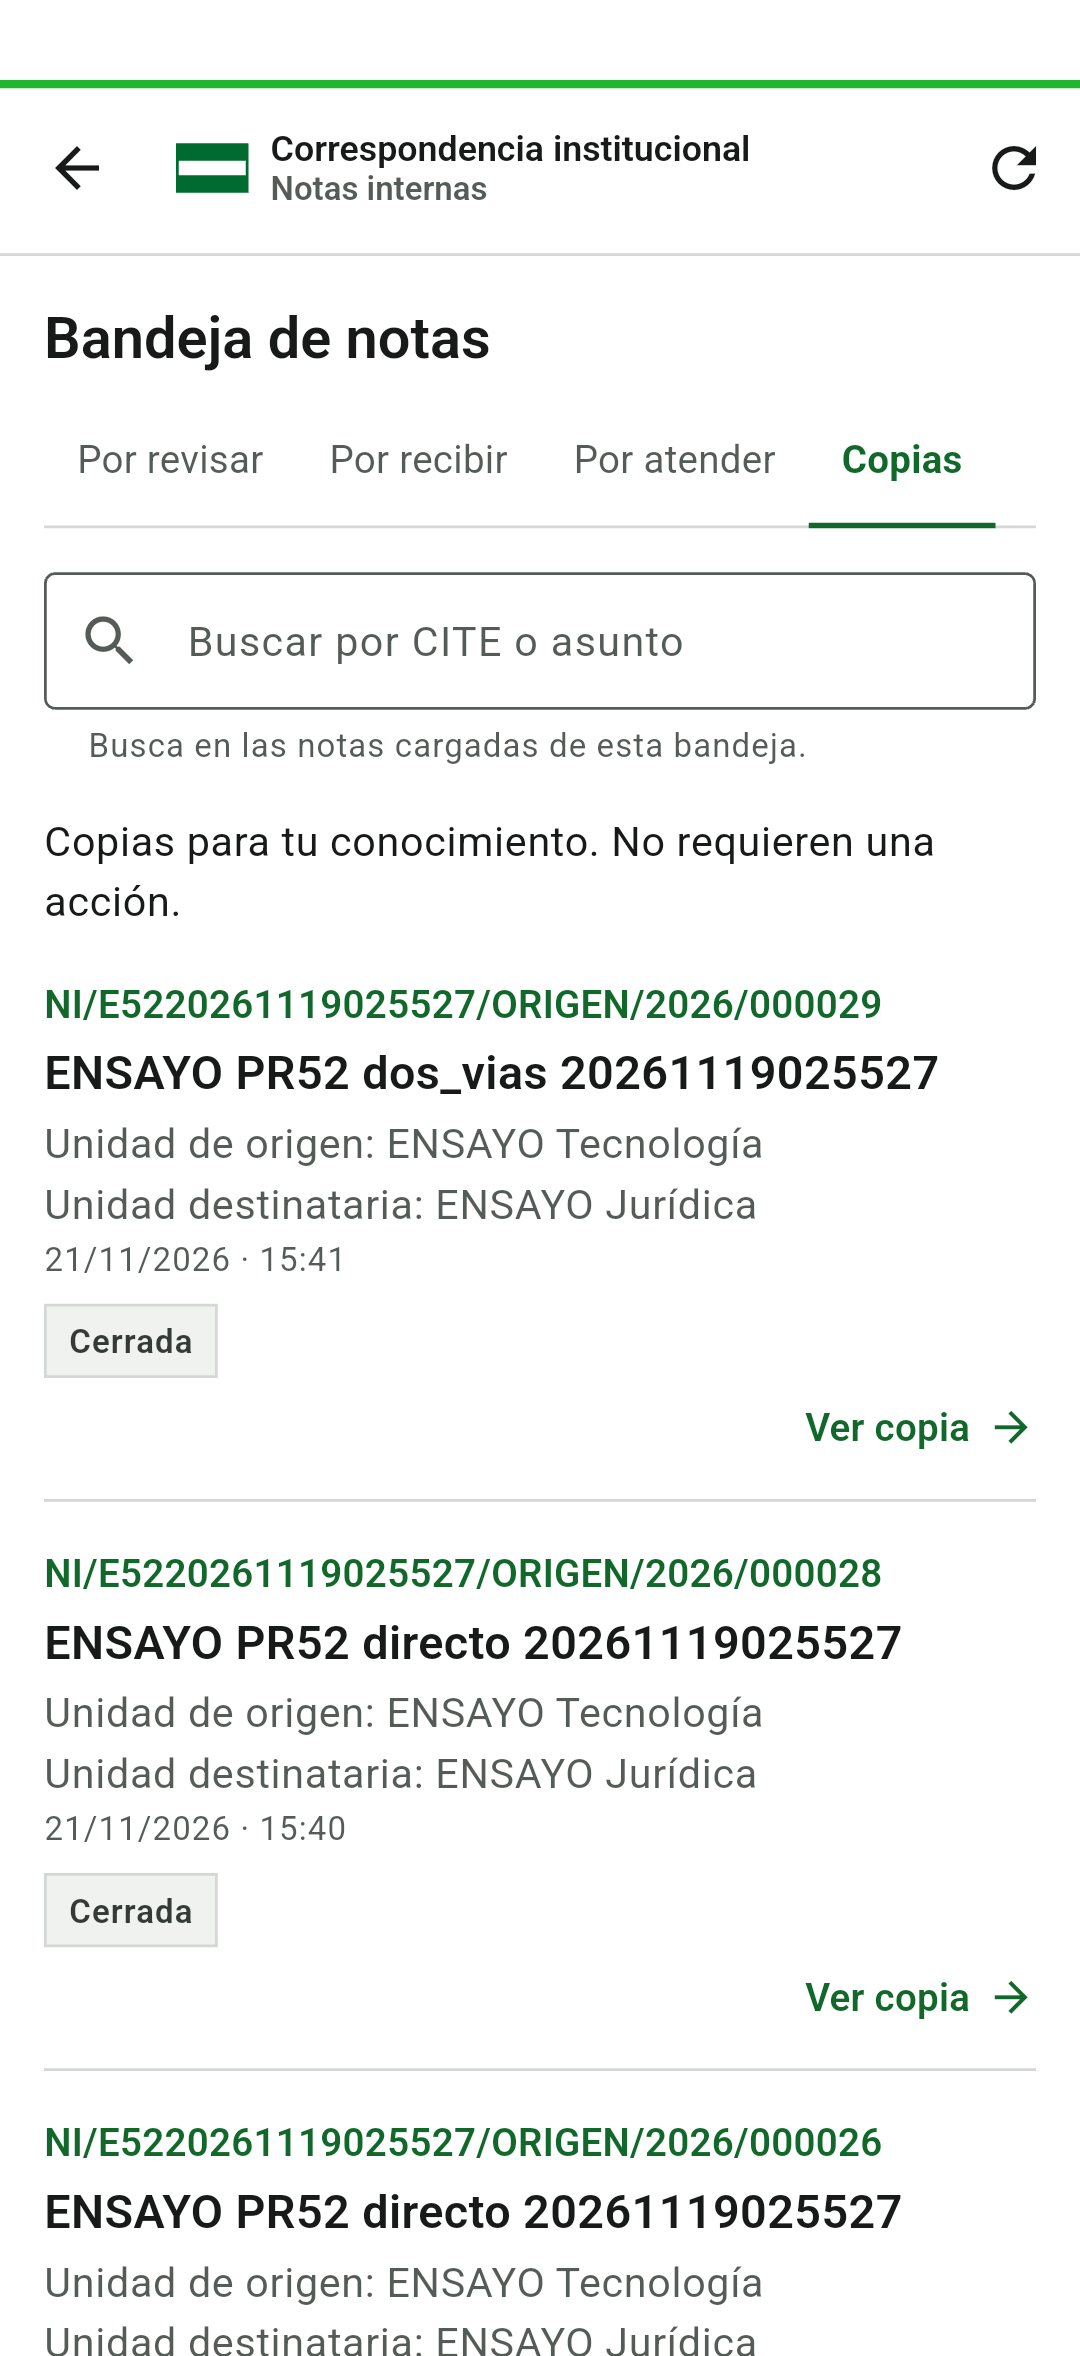 Correspondencia institucional
Notas internas
Bandeja de notas
Por revisar Por recibir Por atender Copias
Buscar por CITE o asunto
Busca en las notas cargadas de esta bandeja.
Copias para tu conocimiento. No requieren una
acción.
NI/E5220261119025527/ORIGEN/2026/000029
ENSAYO PR52 dos_vias 20261119025527
Unidad de origen: ENSAYO Tecnología
Unidad destinataria: ENSAYO Jurídica
21/11/2026 · 15:41
Cerrada
Ver copia
NI/E5220261119025527/ORIGEN/2026/000028
ENSAYO PR52 directo 20261119025527
Unidad de origen: ENSAYO Tecnología
Unidad destinataria: ENSAYO Jurídica
21/11/2026 · 15:40
Cerrada
Ver copia
NI/E5220261119025527/ORIGEN/2026/000026
ENSAYO PR52 directo 20261119025527
Unidad de origen: ENSAYO Tecnología
Unidad destinataria: ENSAYO Jurídica